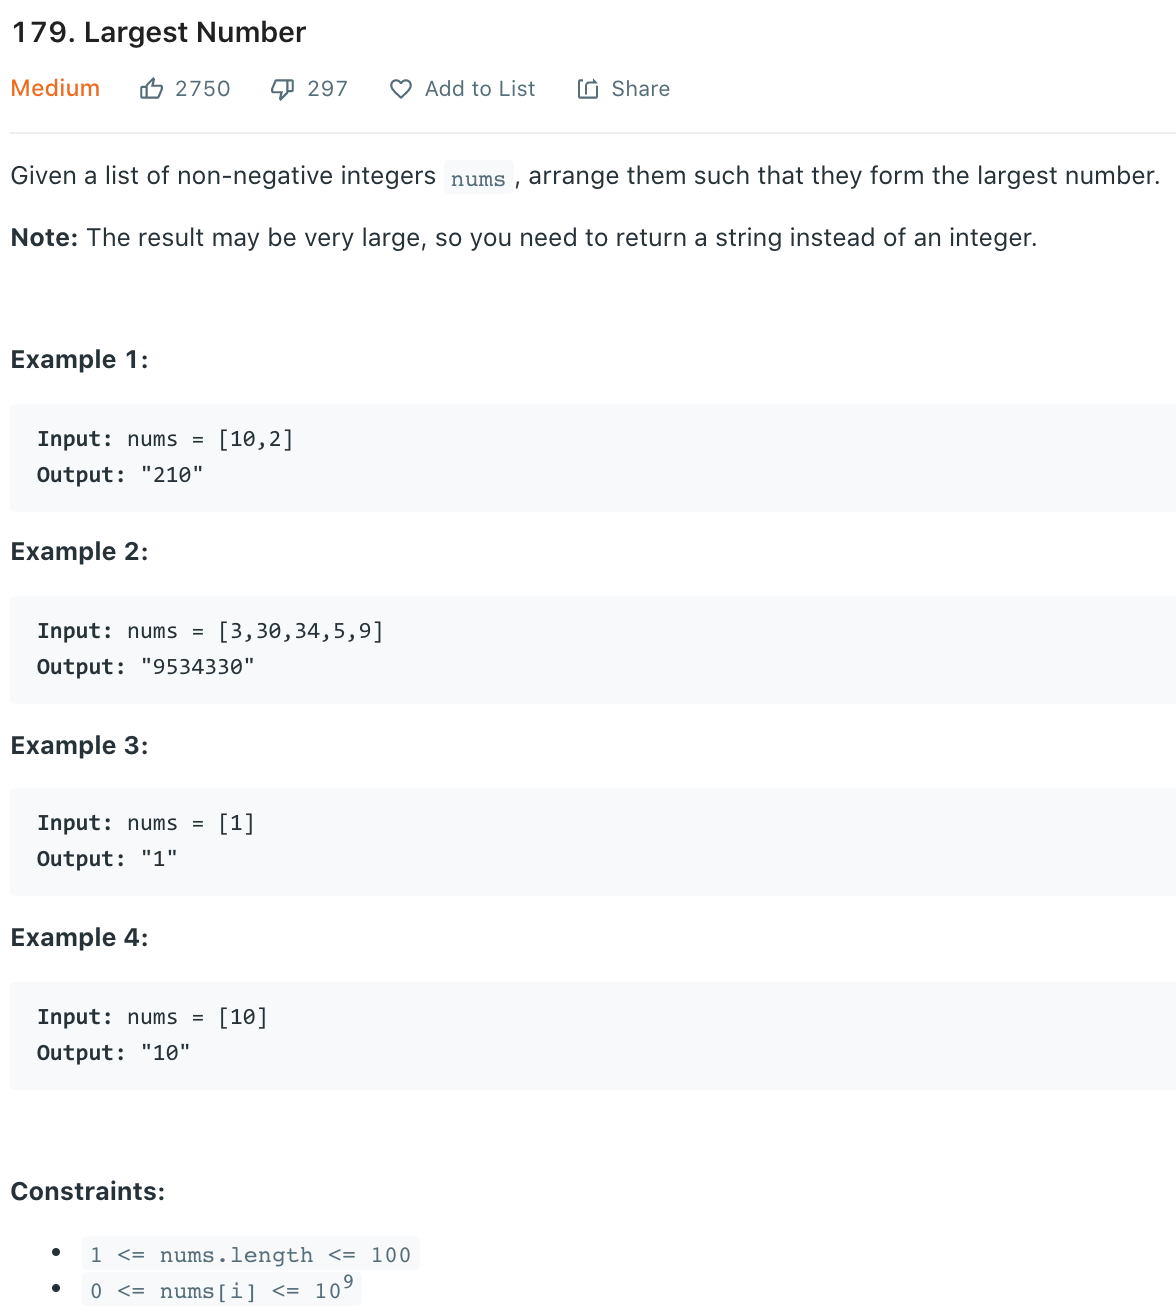 179. Largest Number
Medium 2750 297 Add to List Share
Given a list of non-negative integers nums, arrange them such that they form the largest number.
Note: The result may be very large, so you need to return a string instead of an integer.
Example 1:
Input: nums = [10,2]
Output: "210"
Example 2:
Input: nums = [3,30,34,5,9]
Output: "9534330"
Example 3:
Input: nums = [1]
Output: "1"
Example 4:
Input: nums = [10]
Output: "10"
Constraints:
• 1 <= nums.length <= 100
• 0 <= nums[i] <= 10⁹